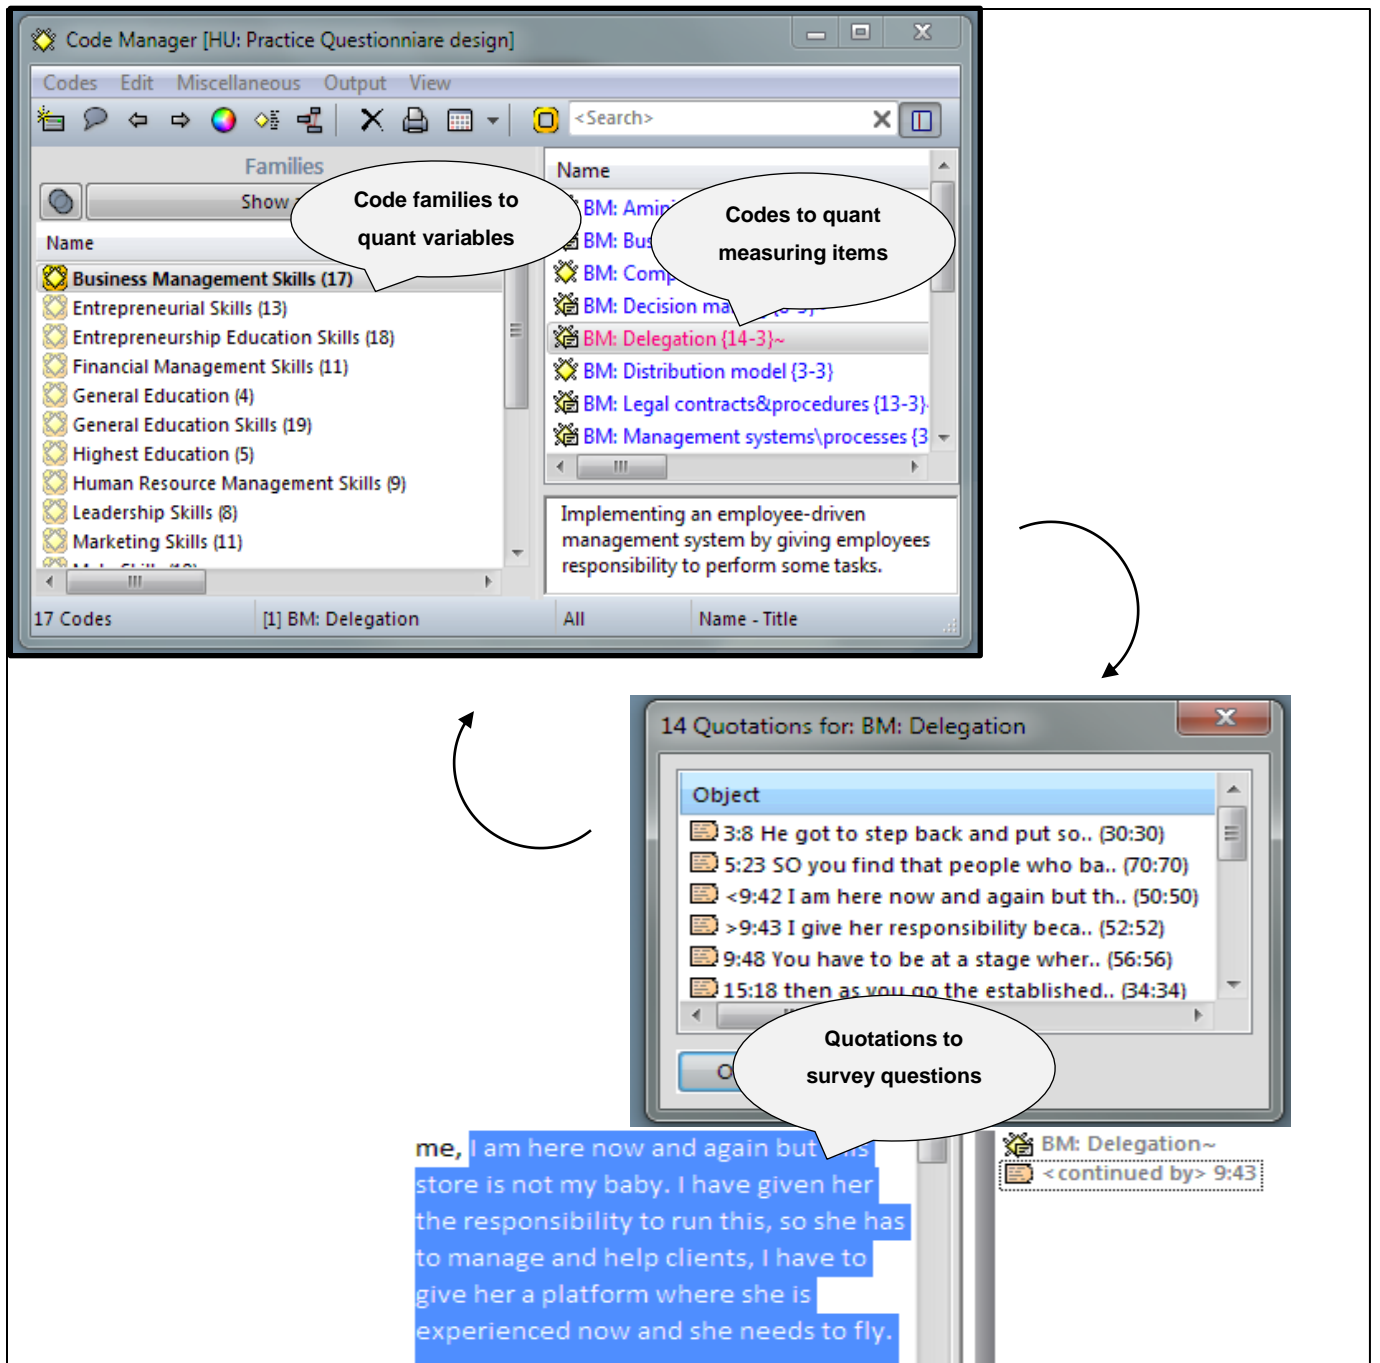 Code Manager [HU: Practice Questionniare design]
Codes Edit Miscellaneous Output View
<Search>
Families
Show
Code families to
quant variables
Name
Business Management Skills (17)
Entrepreneurial Skills (13)
Entrepreneurship Education Skills (18)
Financial Management Skills (11)
General Education (4)
General Education Skills (19)
Highest Education (5)
Human Resource Management Skills (9)
Leadership Skills (8)
Marketing Skills (11)
Name
Codes to quant
measuring items
BM:
BM:
BM:
BM: Decision
BM: Delegation {14-3}~
BM: Distribution model {3-3}
BM: Legal contracts&procedures {13-3}
BM: Management systems\processes {3
Implementing an employee-driven
management system by giving employees
responsibility to perform some tasks.
17 Codes [1] BM: Delegation All Name - Title
14 Quotations for: BM: Delegation
Object
3:8 He got to step back and put so.. (30:30)
5:23 SO you find that people who ba.. (70:70)
<9:42 I am here now and again but th.. (50:50)
>9:43 I give her responsibility beca.. (52:52)
9:48 You have to be at a stage wher.. (56:56)
15:18 then as you go the established.. (34:34)
Quotations to
survey questions
me, I am here now and again but this
store is not my baby. I have given her
the responsibility to run this, so she has
to manage and help clients, I have to
give her a platform where she is
experienced now and she needs to fly.
BM: Delegation~
<continued by> 9:43